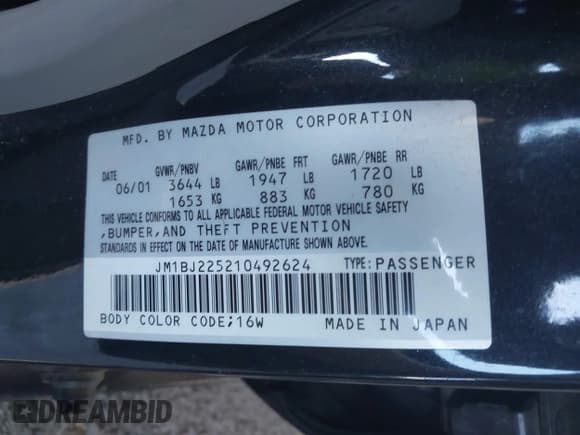 MFD. BY MAZDA MOTOR CORPORATION
DATE GVWR/PNBV GAWR/PNBE FRT GAWR/PNBE RR
06/01 3644 LB 1947 LB 1720 LB
1653 KG 883 KG 780 KG
THIS VEHICLE CONFORMS TO ALL APPLICABLE FEDERAL MOTOR VEHICLE SAFETY
,BUMPER,AND THEFT PREVENTION
STANDARDS IN EFFECT ON THE DATE OF MANUFACTURE SHOWN ABOVE.
JM1BJ225210492624 TYPE:PASSENGER
BODY COLOR CODE;16W MADE IN JAPAN
DREAMBID